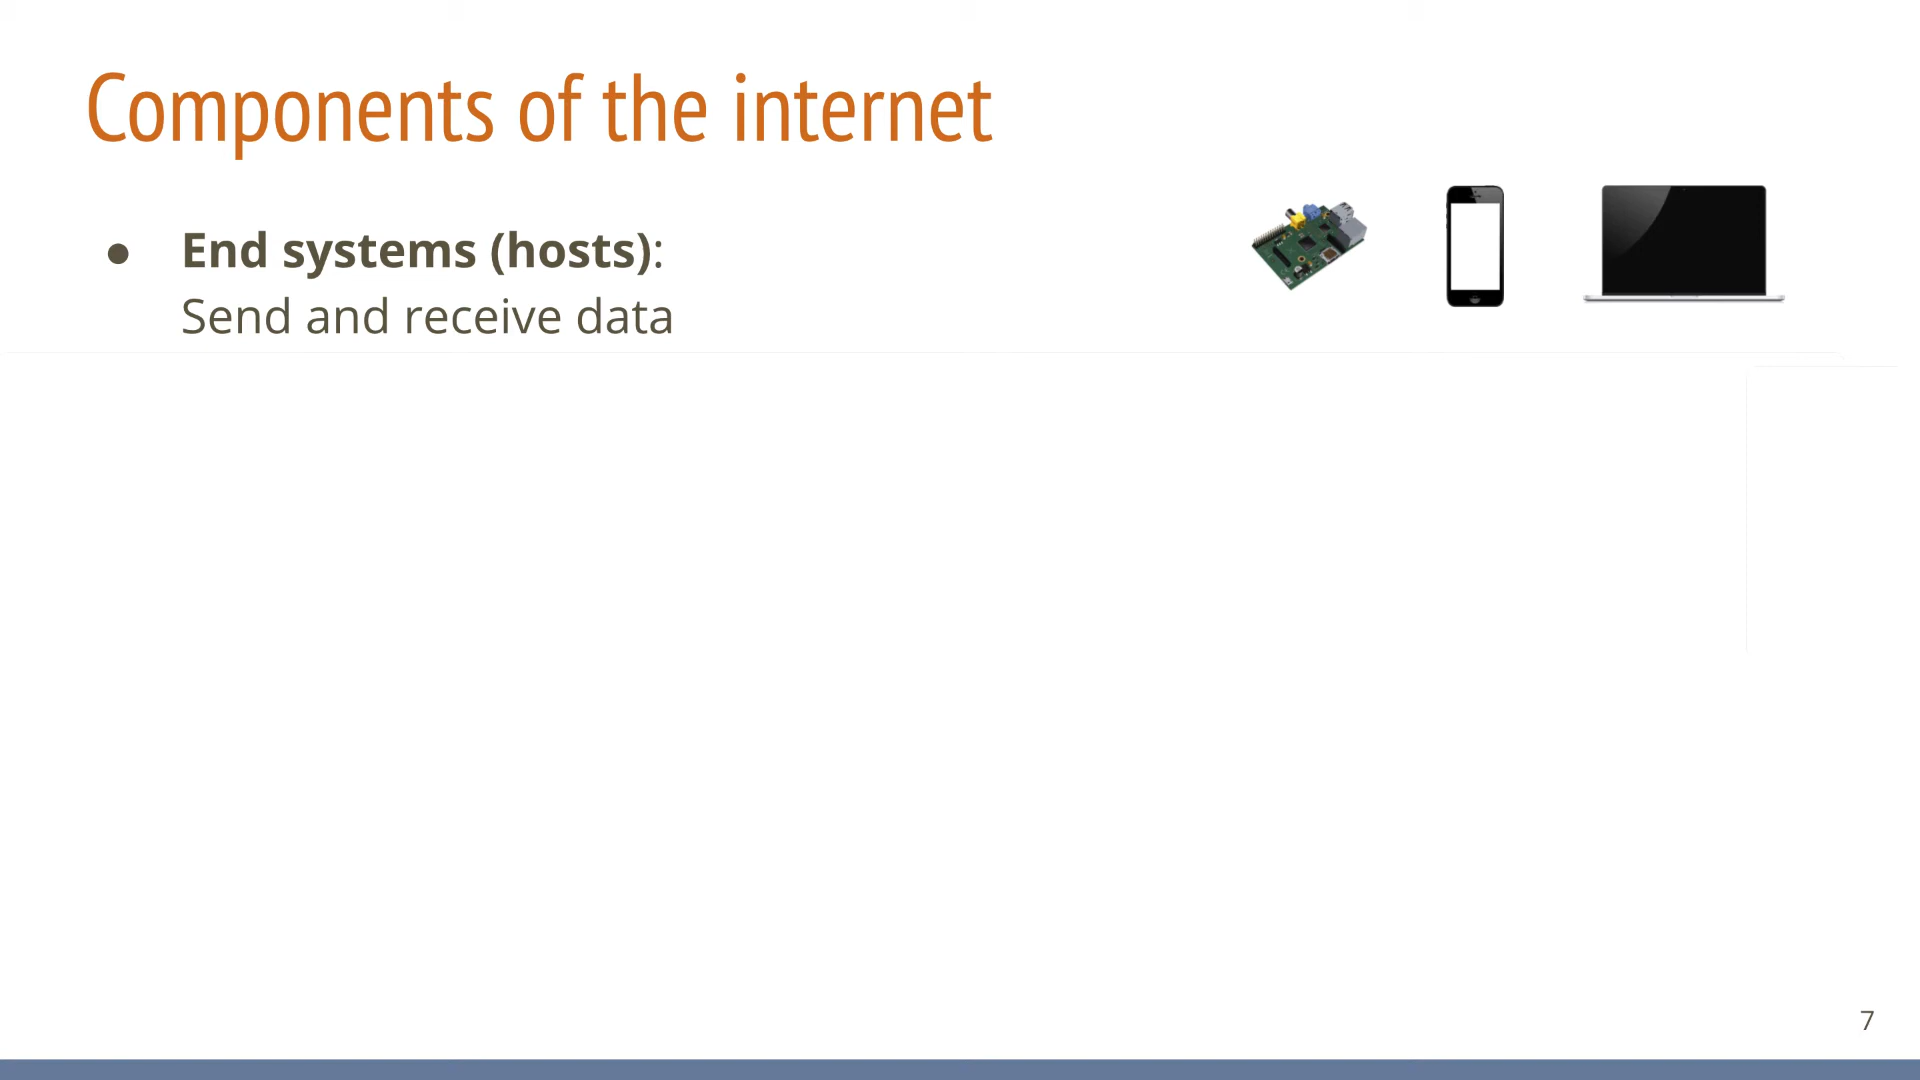 Components of the internet
● End systems (hosts):
Send and receive data
7